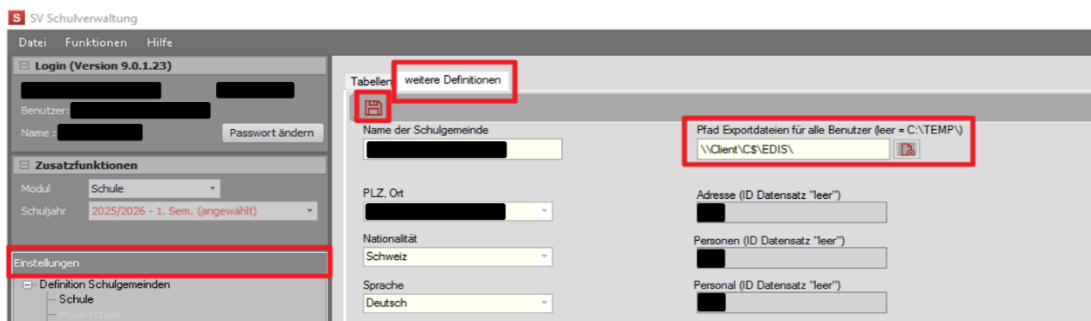 S SV Schulverwaltung
Datei Funktionen Hilfe
Login (Version 9.0.1.23)
Benutzer:
Name :
Passwort ändern
Zusatzfunktionen
Modul Schule
Schuljahr 2025/2026 - 1. Sem. (angewählt)
Einstellungen
Definition Schulgemeinden
Schule
Musikschule
Tabellen weitere Definitionen
Name der Schulgemeinde
Pfad Exportdateien für alle Benutzer (leer = C:\TEMP\)
\\Client\C$\EDIS\
PLZ, Ort
Adresse (ID Datensatz "leer")
Nationalität
Schweiz
Personen (ID Datensatz "leer")
Sprache
Deutsch
Personal (ID Datensatz "leer")